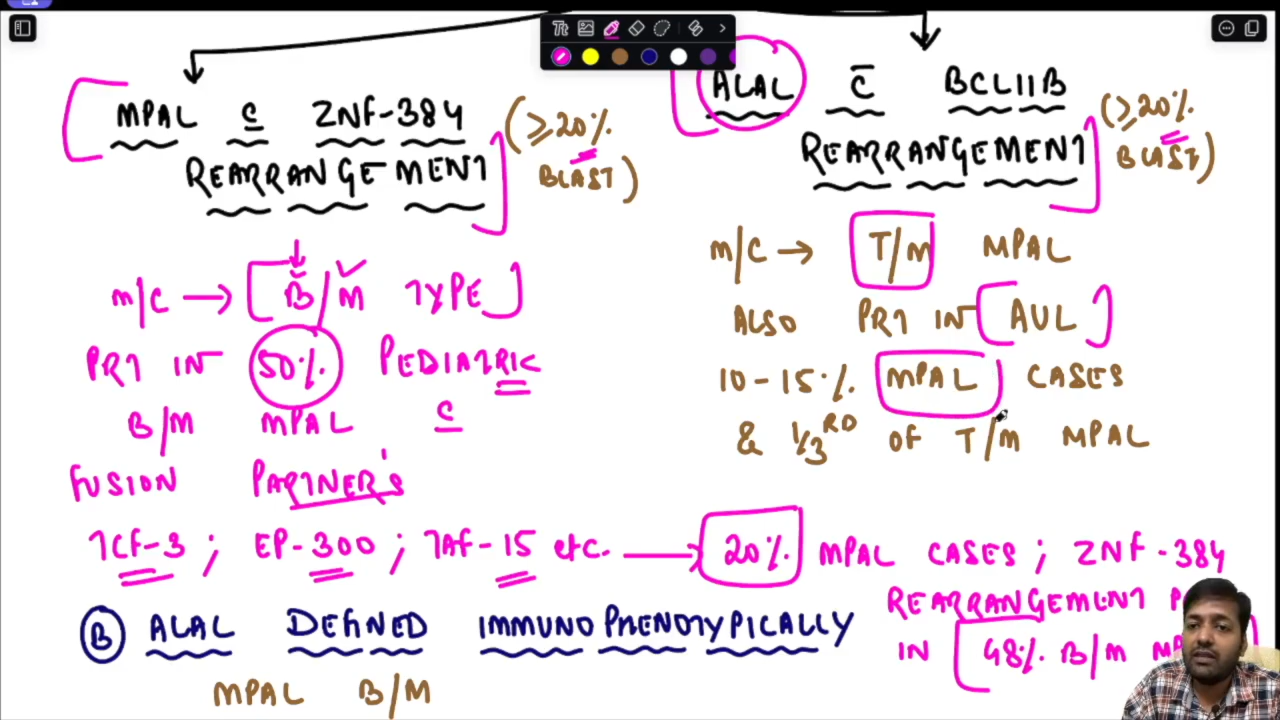 MPAL c̄ ZNF-384 (≥20%
REARRANGEMENT BLAST)
m/c → [B/M TYPE]
PRT IN 50% PEDIATRIC
B/M MPAL c̄
FUSION PARTNER'S
TCF-3 ; EP-300 ; TAF-15 etc. → 20% MPAL CASES ; ZNF-384
REARRANGEMENT
IN [48% B/M
ALAL c̄ BCL11B (≥20%
REARRANGEMENT BLAST)
m/c → T/M MPAL
ALSO PRT IN [AUL]
10-15% MPAL CASES
& 1/3RD OF T/M MPAL
B ALAL DEFINED IMMUNOPHENOTYPICALLY
MPAL B/M